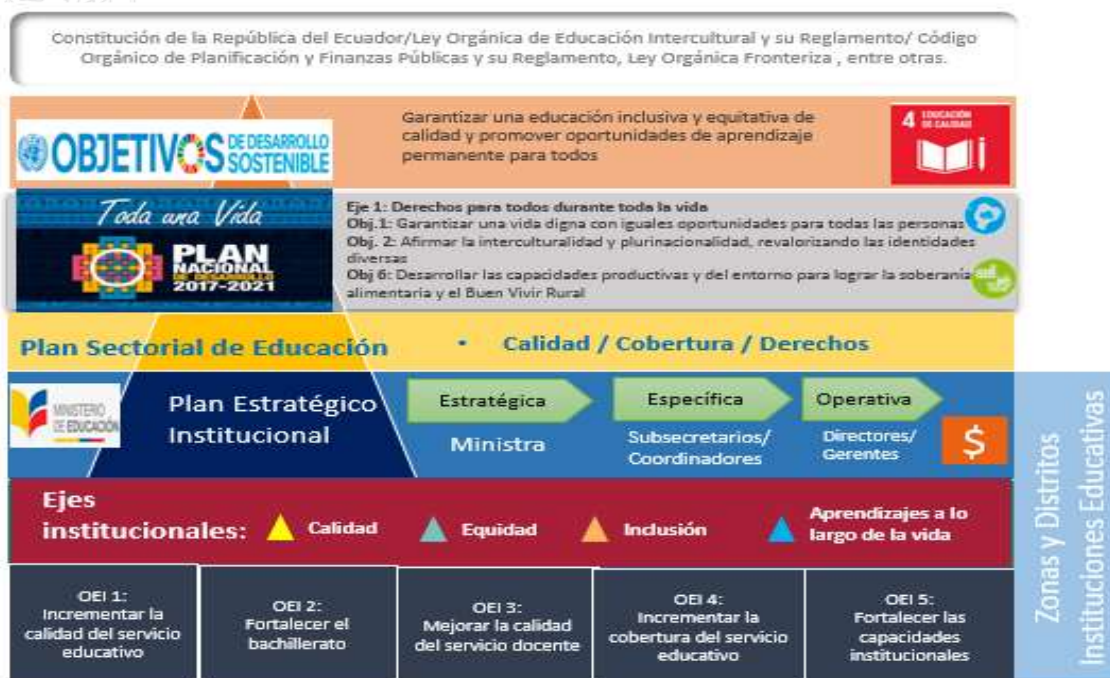 Constitución de la República del Ecuador/Ley Orgánica de Educación Intercultural y su Reglamento/ Código
Orgánico de Planificación y Finanzas Públicas y su Reglamento, Ley Orgánica Fronteriza , entre otras.
OBJETIVOS DE DESARROLLO
SOSTENIBLE
Garantizar una educación inclusiva y equitativa de
calidad y promover oportunidades de aprendizaje
permanente para todos
4 EDUCACIÓN
DE CALIDAD
Toda una Vida
PLAN
NACIONAL
DE DESARROLLO
2017-2021
Eje 1: Derechos para todos durante toda la vida
Obj.1: Garantizar una vida digna con iguales oportunidades para todas las personas
Obj. 2: Afirmar la interculturalidad y plurinacionalidad, revalorizando las identidades
diversas
Obj 6: Desarrollar las capacidades productivas y del entorno para lograr la soberanía
alimentaria y el Buen Vivir Rural
Plan Sectorial de Educación
• Calidad / Cobertura / Derechos
MINISTERIO
DE EDUCACIÓN
Plan Estratégico
Institucional
Estratégica
Ministra
Específica
Subsecretarios/
Coordinadores
Operativa
Directores/
Gerentes
$
Ejes
institucionales:
Calidad
Equidad
Inclusión
Aprendizajes a lo
largo de la vida
OEI 1:
Incrementar la
calidad del servicio
educativo
OEI 2:
Fortalecer el
bachillerato
OEI 3:
Mejorar la calidad
del servicio docente
OEI 4:
Incrementar la
cobertura del servicio
educativo
OEI 5:
Fortalecer las
capacidades
institucionales
Zonas y Distritos
Instituciones Educativas